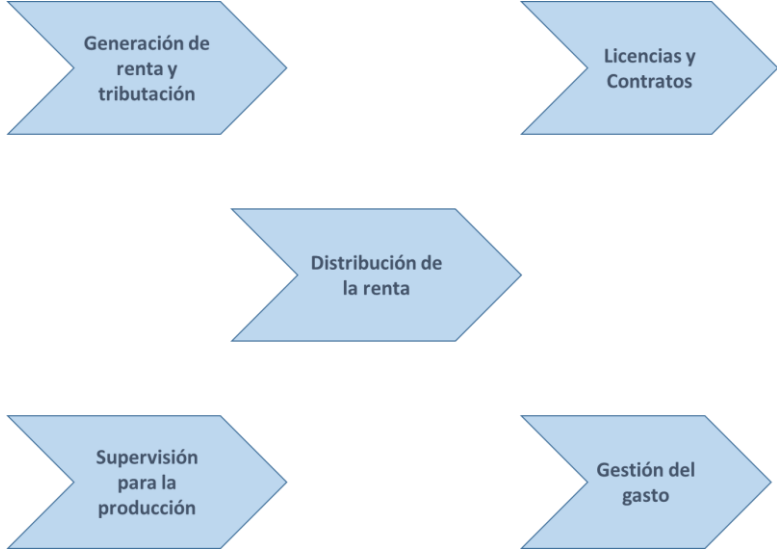 Generación de
renta y
tributación
Licencias y
Contratos
Distribución de
la renta
Supervisión
para la
producción
Gestión del
gasto